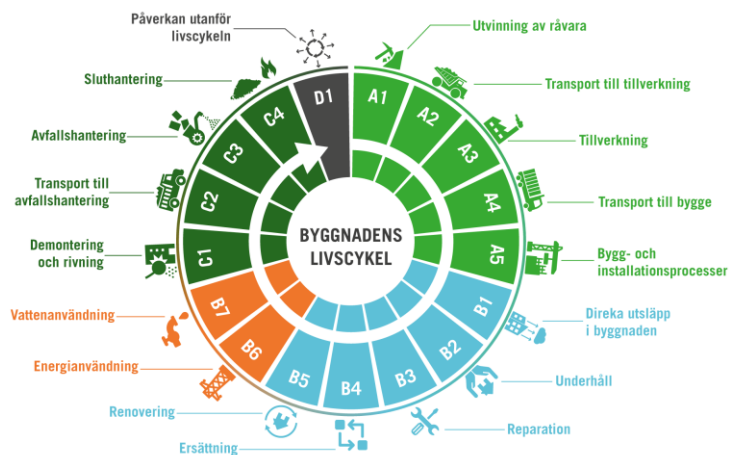 BYGGNADENS
LIVSCYKEL
A1
Utvinning av råvara
A2
Transport till tillverkning
A3
Tillverkning
A4
Transport till bygge
A5
Bygg- och
installationsprocesser
B1
Direka utsläpp
i byggnaden
B2
Underhåll
B3
Reparation
B4
Ersättning
B5
Renovering
B6
Energianvändning
B7
Vattenanvändning
C1
Demontering
och rivning
C2
Transport till
avfallshantering
C3
Avfallshantering
C4
Sluthantering
D1
Påverkan utanför
livscykeln